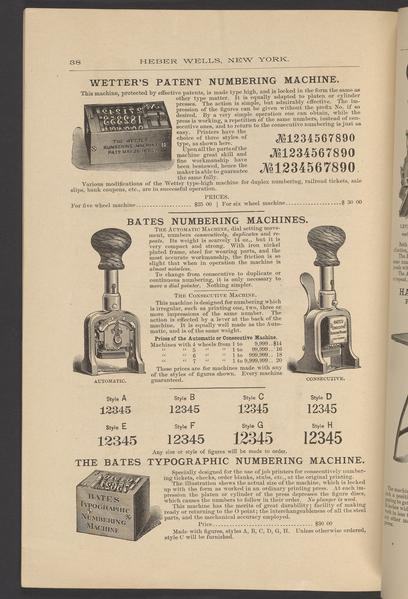 38 HEBER WELLS, NEW YORK.
WETTER'S PATENT NUMBERING MACHINE.
This machine, protected by effective patents, is made type high, and is locked in the form the same as
other type matter. It is equally adapted to platen or cylinder
presses. The action is simple, but admirably effective. The im-
pression of the figures can be given without the prefix No. if so
desired. By a very simple operation one can obtain, while the
press is working, a repetition of the same numbers, instead of con-
secutive ones, and to return to the consecutive numbering is just as
easy. Printers have the
choice of three styles of
type, as shown here.
Upon all the parts of the
machine great skill and
fine workmanship have
been bestowed, hence the
maker is able to guarantee
the same fully.
№1234567890
№1234567890
№1234567890
THE WETTER
NUMBERING MACHINE
Various modifications of the Wetter type-high machine for duplex numbering, railroad tickets, sale
slips, bank coupons, etc., are in successful operation.
PRICES.
For five wheel machine $25 00 | For six wheel machine $ 30 00
BATES NUMBERING MACHINES.
THE AUTOMATIC MACHINE, dial setting move-
ment, numbers consecutively, duplicates and re-
peats. Its weight is scarcely 14 oz., but it is
very compact and strong. With iron nickel
plated frame, steel for wearing parts, and the
most accurate workmanship, the friction is so
slight that when in operation the machine is
almost noiseless.
To change from consecutive to duplicate or
continuous numbering, it is only necessary to
move a dial pointer. Nothing simpler.
THE CONSECUTIVE MACHINE.
This machine is designed for numbering which
is irregular, such as printing one, two, three or
more impressions of the same number. The
action is effected by a lever at the back of the
machine. It is equally well made as the Auto-
matic, and is of the same weight.
Prices of the Automatic or Consecutive Machine.
Machines with 4 wheels from 1 to 9,999..$14
" " 5 " " 1 to 99,999.. 16
" " 6 " " 1 to 999,999.. 18
" " 7 " " 1 to 9,999,999.. 20
These prices are for machines made with any
of the styles of figures shown. Every machine
guaranteed.
AUTOMATIC.
CONSECUTIVE.
Style A Style B Style C Style D
12345 12345 12345 12345
Style E Style F Style G Style H
12345 12345 12345 12345
Any size or style of figures will be made to order.
THE BATES TYPOGRAPHIC NUMBERING MACHINE.
BATES
TYPOGRAPHIC
NUMBERING
MACHINE
Specially designed for the use of job printers for consecutively number-
ing tickets, checks, order blanks, stubs, etc., at the original printing.
The illustration shows the actual size of the machine, which is locked
up with the form as worked in an ordinary printing press. At each im-
pression the platen or cylinder of the press depresses the figure discs,
which causes the numbers to follow in their order. No plunger is used.
This machine has the merits of great durability; facility of making
ready or returning to the 0 point; the interchangeableness of all the steel
parts, and the mechanical accuracy employed.
Price $20 00
Made with figures, styles A, B, C, D, G, H. Unless otherwise ordered,
style C will be furnished.